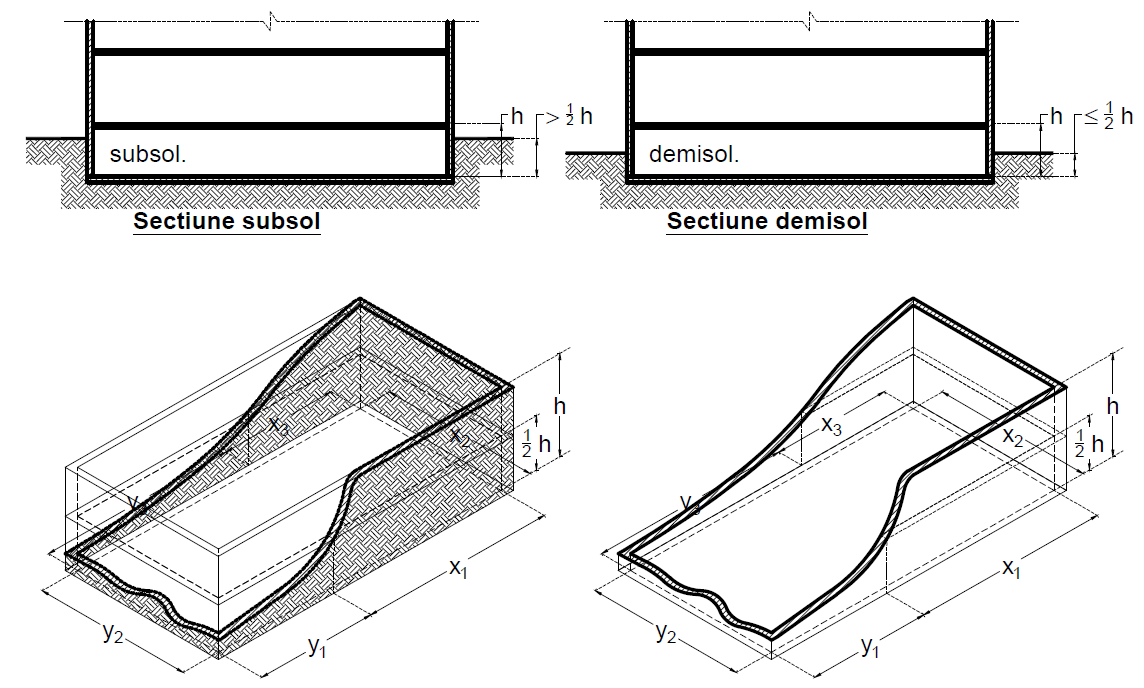 subsol.
h
> 1/2 h
Sectiune subsol
demisol.
h
≤ 1/2 h
Sectiune demisol
x₃
x₂
h
1/2 h
y₃
x₁
y₂
y₁
x₃
x₂
h
1/2 h
y₃
x₁
y₂
y₁